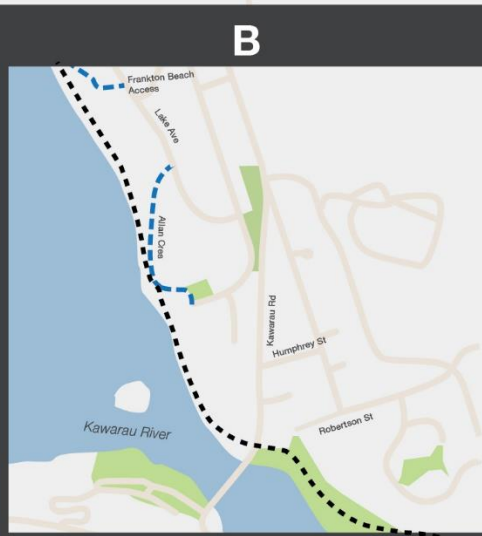 B
Frankton Beach
Access
Lake Ave
Allan Cres
Kawarau Rd
Humphrey St
Robertson St
Kawarau River